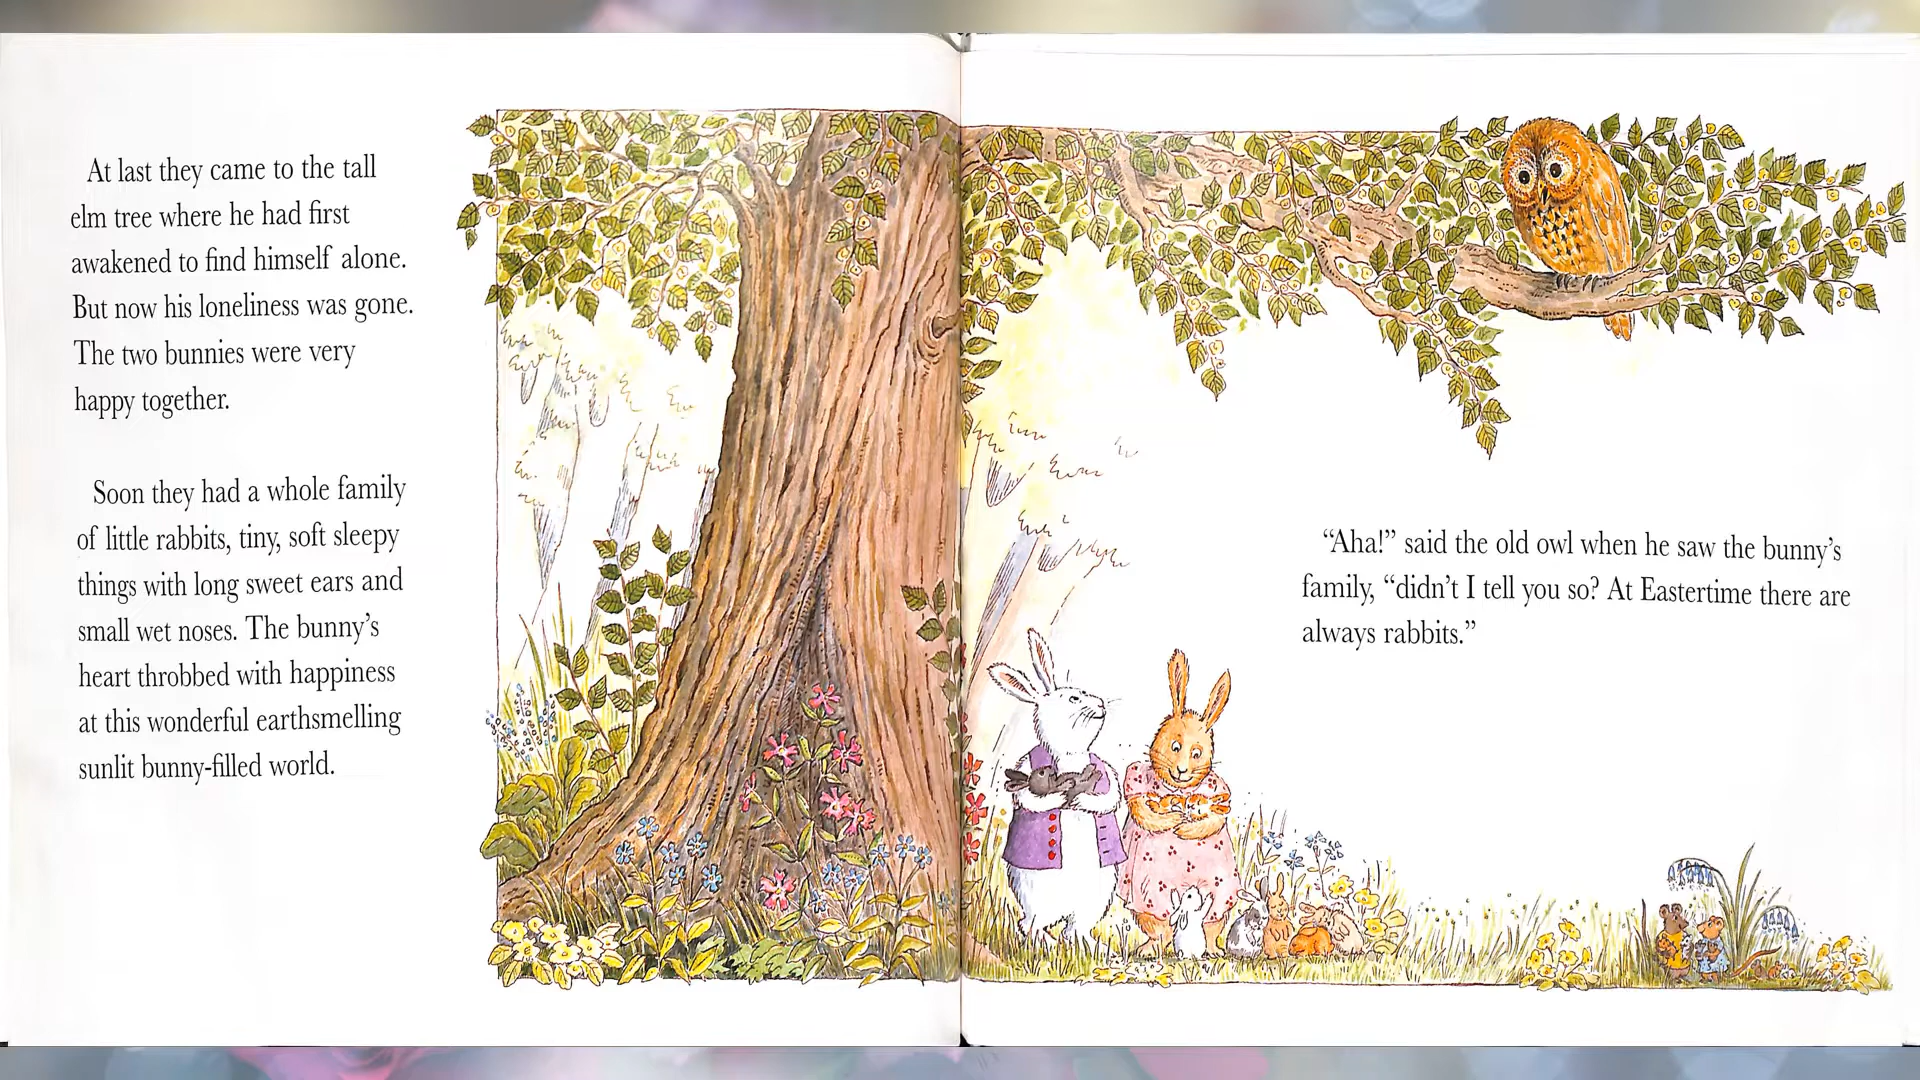 At last they came to the tall
elm tree where he had first
awakened to find himself alone.
But now his loneliness was gone.
The two bunnies were very
happy together.
Soon they had a whole family
of little rabbits, tiny, soft sleepy
things with long sweet ears and
small wet noses. The bunny’s
heart throbbed with happiness
at this wonderful earthsmelling
sunlit bunny-filled world.
“Aha!” said the old owl when he saw the bunny’s
family, “didn’t I tell you so? At Eastertime there are
always rabbits.”